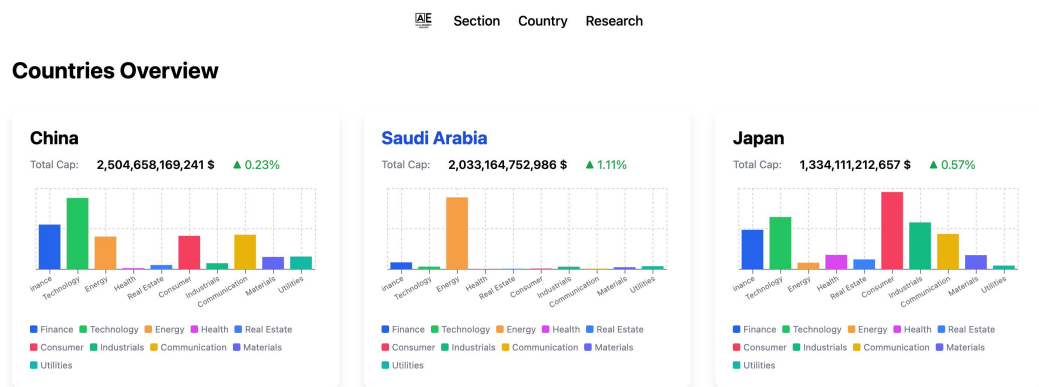 AE
Section Country Research
Countries Overview
China
Total Cap: 2,504,658,169,241 $ ▲ 0.23%
inance Technology Energy Health Real Estate Consumer Industrials Communication Materials Utilities
Finance Technology Energy Health Real Estate
Consumer Industrials Communication Materials
Utilities
Saudi Arabia
Total Cap: 2,033,164,752,986 $ ▲ 1.11%
inance Technology Energy Health Real Estate Consumer Industrials Communication Materials Utilities
Finance Technology Energy Health Real Estate
Consumer Industrials Communication Materials
Utilities
Japan
Total Cap: 1,334,111,212,657 $ ▲ 0.57%
inance Technology Energy Health Real Estate Consumer Industrials Communication Materials Utilities
Finance Technology Energy Health Real Estate
Consumer Industrials Communication Materials
Utilities